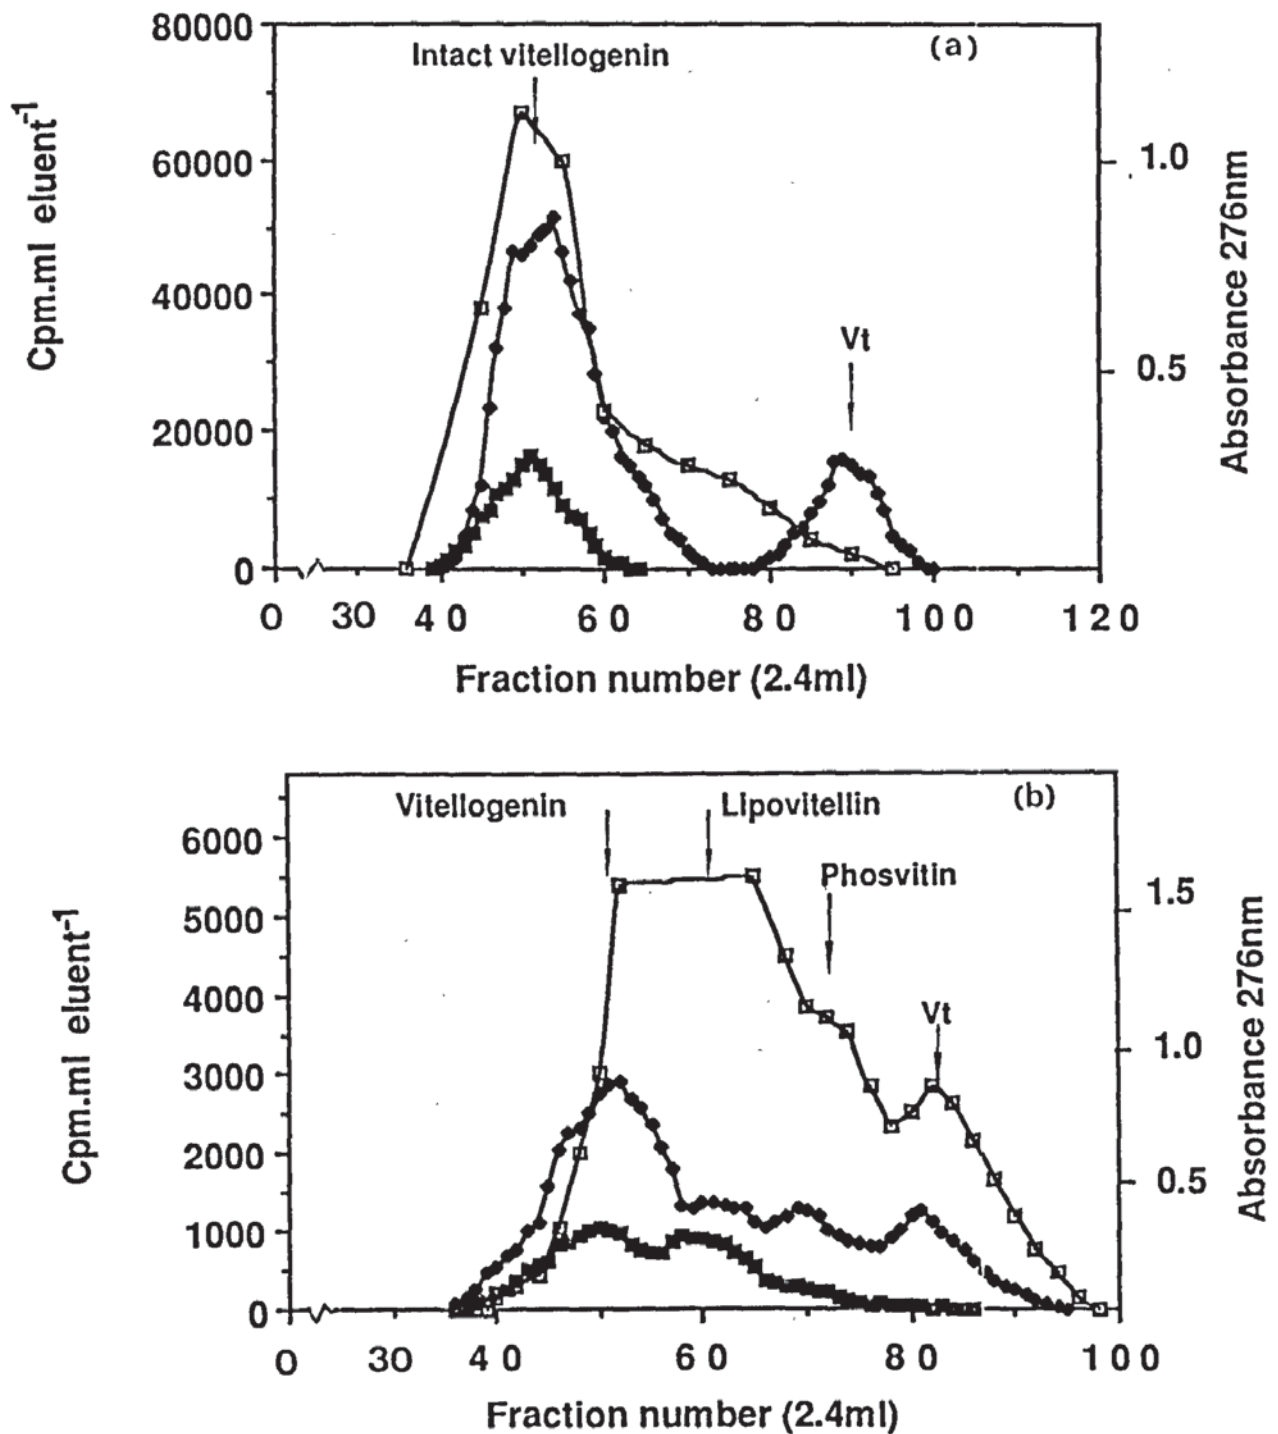 80000
60000
40000
20000
0
Cpm.ml eluent-1
Intact vitellogenin
(a)
Vt
1.0
0.5
Absorbance 276nm
0 30 40 60 80 100 120
Fraction number (2.4ml)
6000
5000
4000
3000
2000
1000
0
Cpm.ml eluent-1
Vitellogenin
Lipovitellin
(b)
Phosvitin
Vt
1.5
1.0
0.5
Absorbance 276nm
0 30 40 60 80 100
Fraction number (2.4ml)